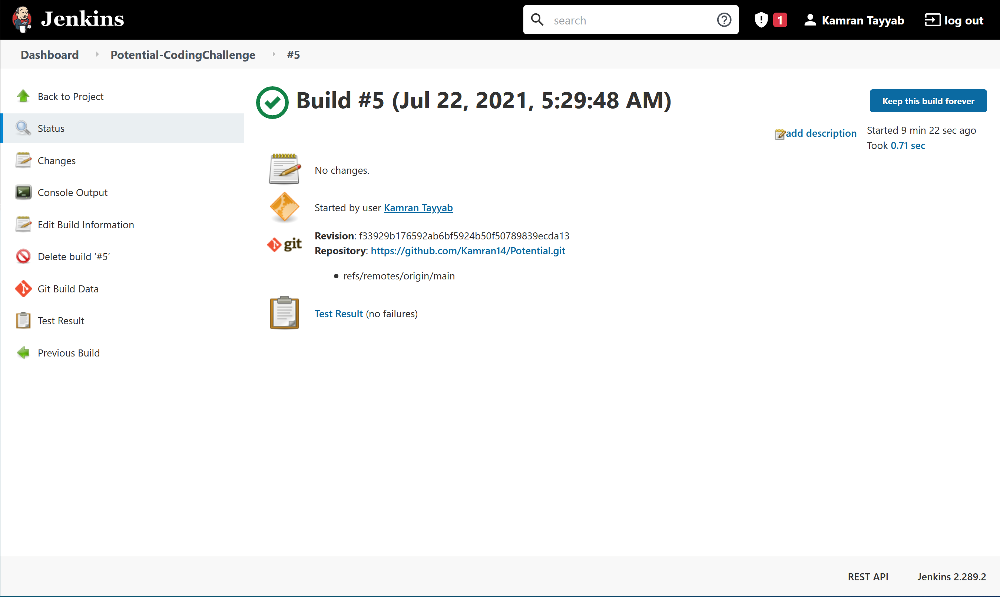 Jenkins
search
1
Kamran Tayyab
log out
Dashboard
Potential-CodingChallenge
#5
Back to Project
Status
Changes
Console Output
Edit Build Information
Delete build ‘#5’
Git Build Data
Test Result
Previous Build
Build #5 (Jul 22, 2021, 5:29:48 AM)
Keep this build forever
add description
Started 9 min 22 sec ago
Took 0.71 sec
No changes.
Started by user Kamran Tayyab
git
Revision: f33929b176592ab6bf5924b50f50789839ecda13
Repository: https://github.com/Kamran14/Potential.git
refs/remotes/origin/main
Test Result (no failures)
REST API
Jenkins 2.289.2